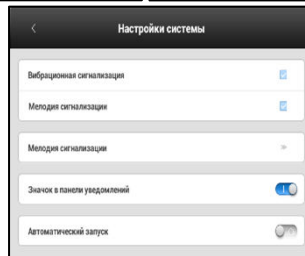 Настройки системы
Вибрационная сигнализация
Мелодия сигнализации
Мелодия сигнализации
Значок в панели уведомлений
Автоматический запуск